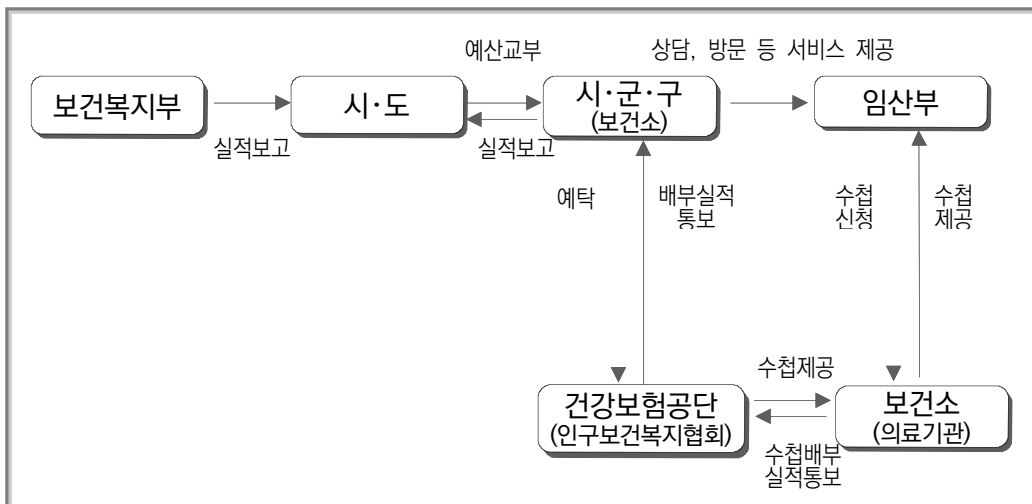 예산교부
상담, 방문 등 서비스 제공
보건복지부
시·도
시·군·구
(보건소)
임산부
실적보고
실적보고
예탁
배부실적
통보
수첩
신청
수첩
제공
수첩제공
건강보험공단
(인구보건복지협회)
보건소
(의료기관)
수첩배부
실적통보